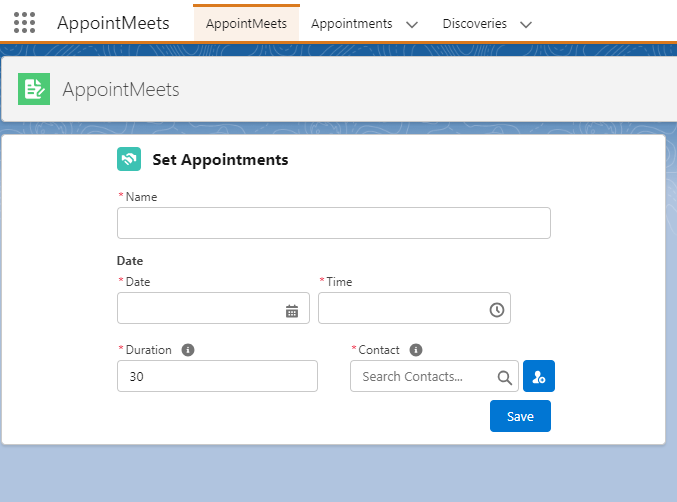 AppointMeets AppointMeets Appointments Discoveries
AppointMeets
Set Appointments
*Name
Date
*Date *Time
*Duration *Contact
30 Search Contacts...
Save